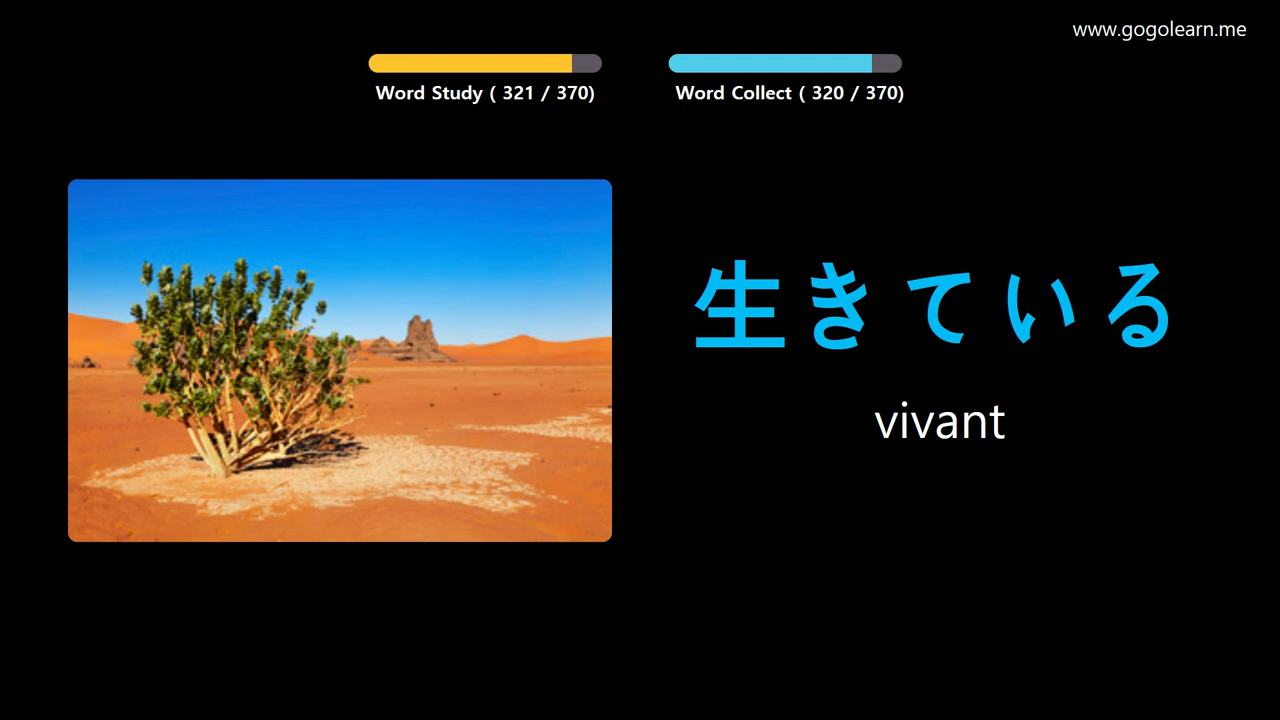 www.gogolearn.me
Word Study ( 321 / 370)
Word Collect ( 320 / 370)
生きている
vivant